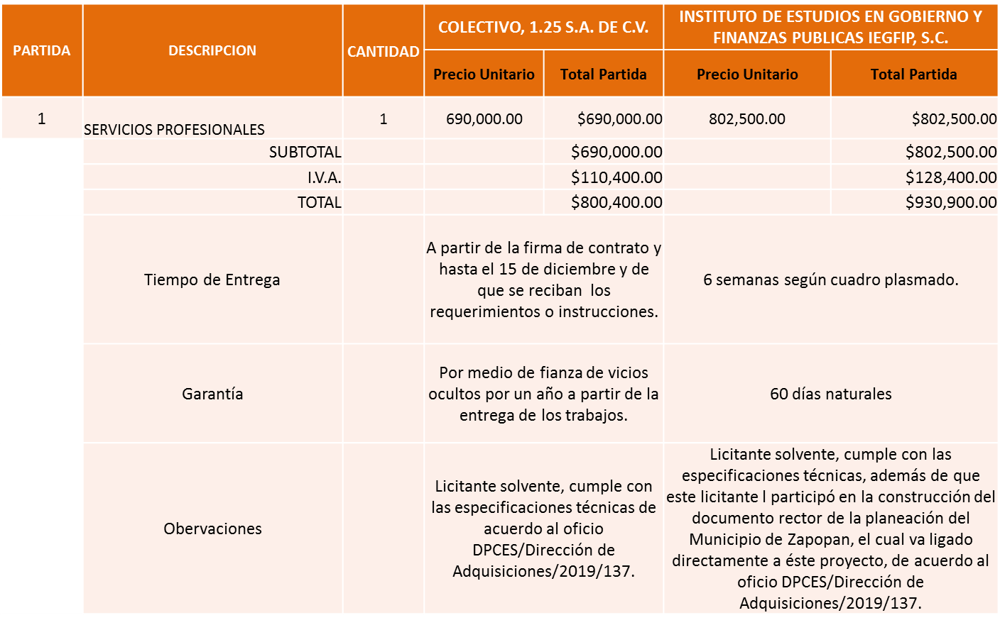 PARTIDA
DESCRIPCION
CANTIDAD
COLECTIVO, 1.25 S.A. DE C.V.
INSTITUTO DE ESTUDIOS EN GOBIERNO Y
FINANZAS PUBLICAS IEGFIP, S.C.
Precio Unitario
Total Partida
Precio Unitario
Total Partida
1
SERVICIOS PROFESIONALES
1
690,000.00
$690,000.00
802,500.00
$802,500.00
SUBTOTAL
$690,000.00
$802,500.00
I.V.A.
$110,400.00
$128,400.00
TOTAL
$800,400.00
$930,900.00
Tiempo de Entrega
A partir de la firma de contrato y
hasta el 15 de diciembre y de
que se reciban los
requerimientos o instrucciones.
6 semanas según cuadro plasmado.
Garantía
Por medio de fianza de vicios
ocultos por un año a partir de la
entrega de los trabajos.
60 días naturales
Obervaciones
Licitante solvente, cumple con
las especificaciones técnicas de
acuerdo al oficio
DPCES/Dirección de
Adquisiciones/2019/137.
Licitante solvente, cumple con las
especificaciones técnicas, además de que
este licitante l participó en la construcción del
documento rector de la planeación del
Municipio de Zapopan, el cual va ligado
directamente a éste proyecto, de acuerdo al
oficio DPCES/Dirección de
Adquisiciones/2019/137.